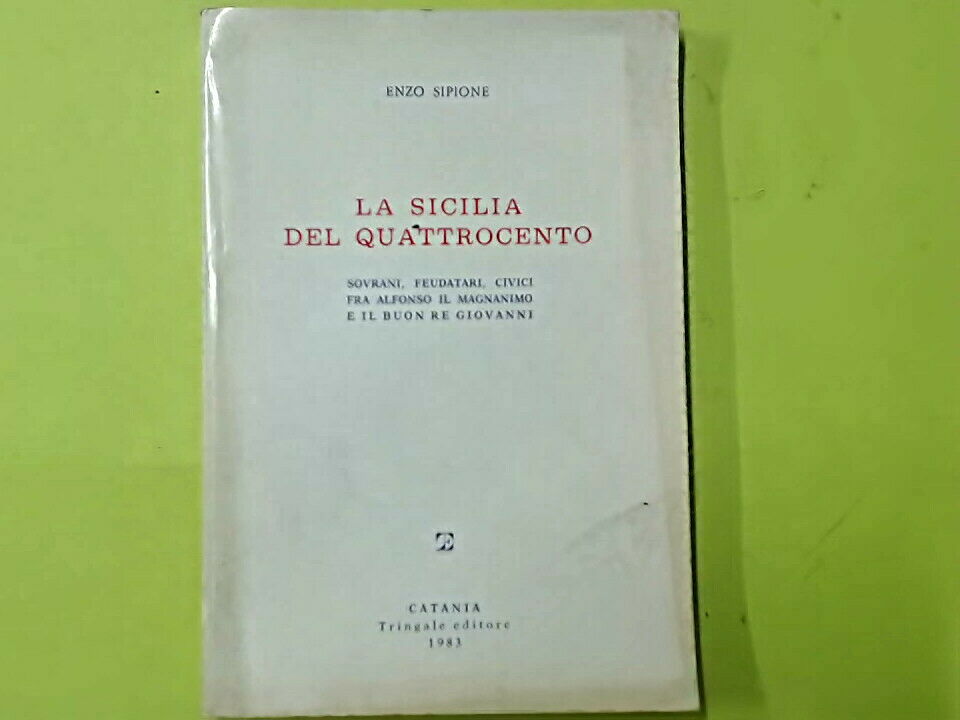 ENZO SIPIONE
LA SICILIA
DEL QUATTROCENTO
SOVRANI, FEUDATARI, CIVICI
FRA ALFONSO IL MAGNANIMO
E IL BUON RE GIOVANNI
CATANIA
Tringale editore
1983